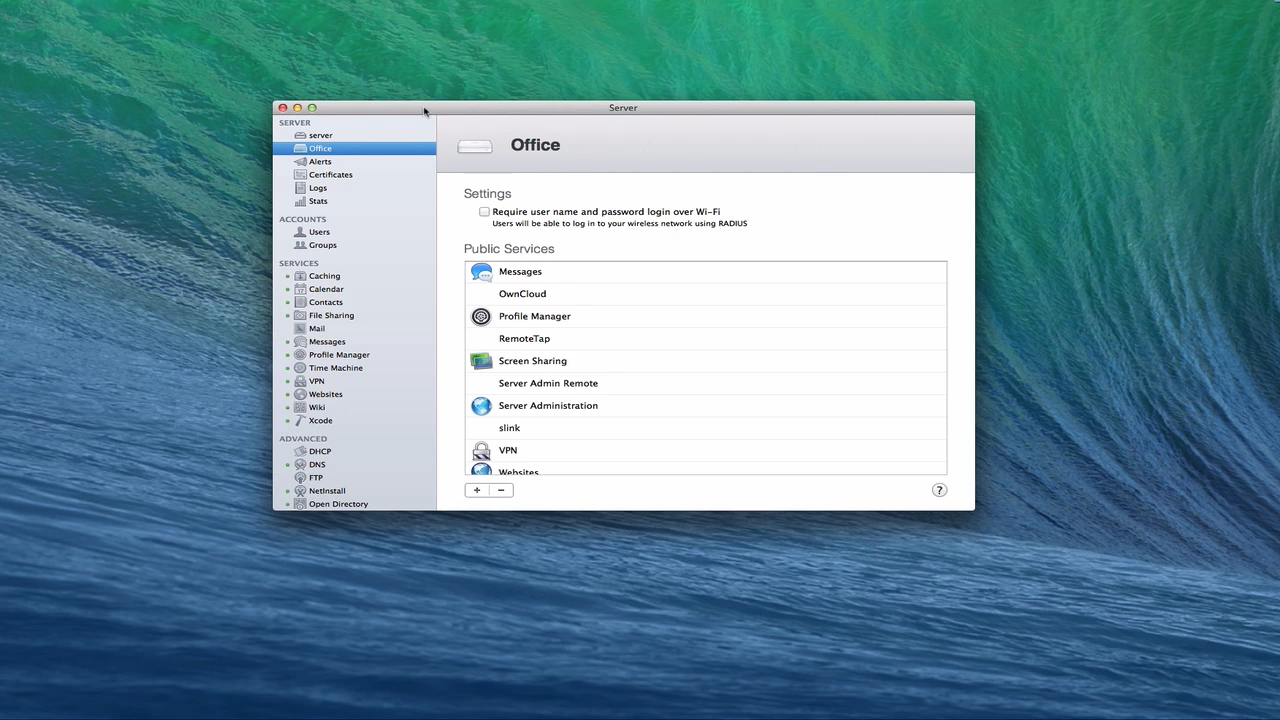 Server
SERVER
server
Office
Alerts
Certificates
Logs
Stats
ACCOUNTS
Users
Groups
SERVICES
Caching
Calendar
Contacts
File Sharing
Mail
Messages
Profile Manager
Time Machine
VPN
Websites
Wiki
Xcode
ADVANCED
DHCP
DNS
FTP
NetInstall
Open Directory
Office
Settings
Require user name and password login over Wi-Fi
Users will be able to log in to your wireless network using RADIUS
Public Services
Messages
OwnCloud
Profile Manager
RemoteTap
Screen Sharing
Server Admin Remote
Server Administration
slink
VPN
Websites
+ −
?